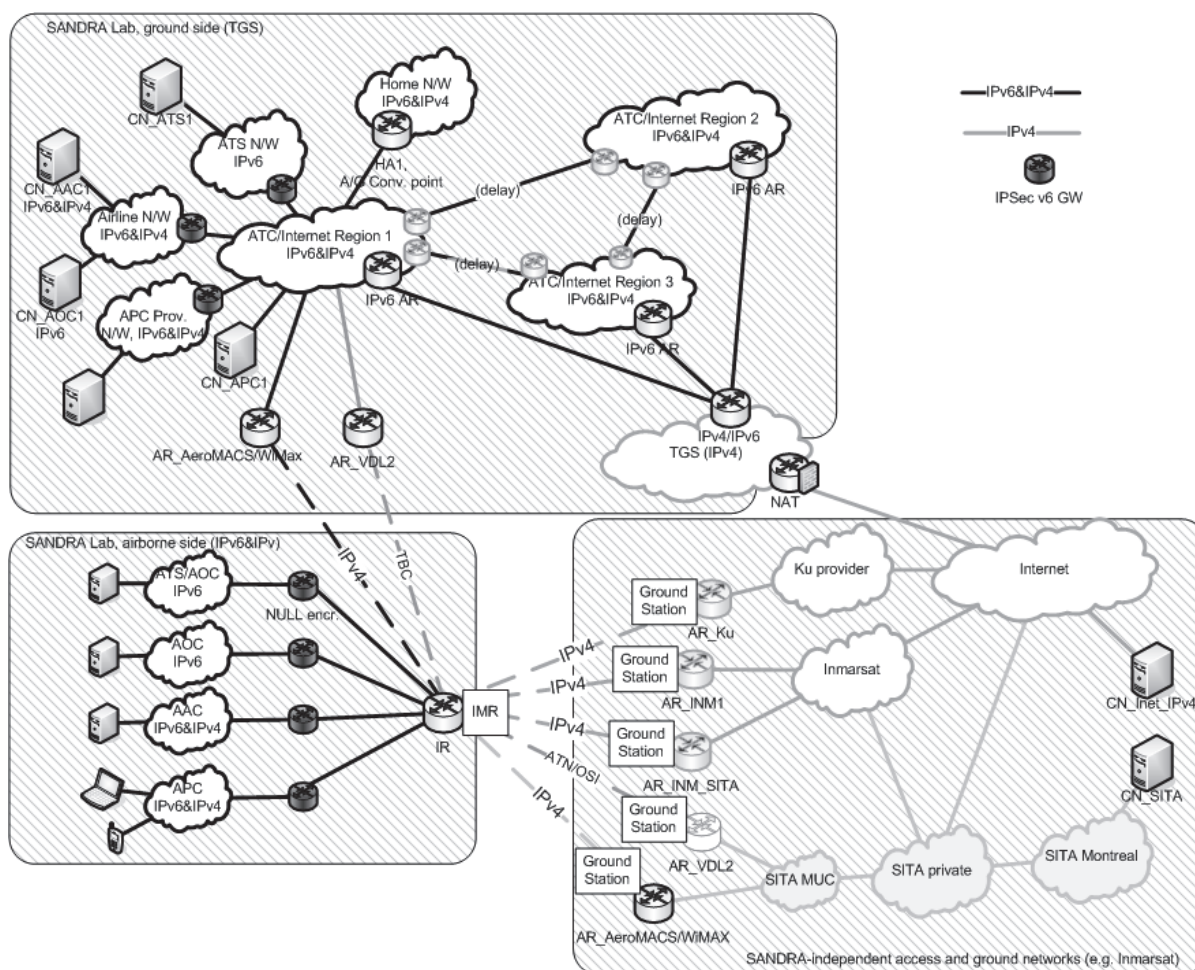 SANDRA Lab, ground side (TGS)
CN_ATS1
Home N/W
IPv6&IPv4
ATC/Internet Region 2
IPv6&IPv4
IPv6&IPv4
IPv4
IPSec v6 GW
ATS N/W
IPv6
HA1,
A/G Conv. point
(delay)
IPv6 AR
CN_AAC1
IPv6&IPv4
Airline N/W
IPv6&IPv4
ATC/Internet Region 1
IPv6&IPv4
(delay)
(delay)
ATC/Internet Region 3
IPv6&IPv4
CN_AOC1
IPv6
IPv6 AR
APC Prov.
N/W, IPv6&IPv4
IPv6 AR
CN_APC1
AR_AeroMACS/WiMax
AR_VDL2
IPv4/IPv6
TGS (IPv4)
NAT
IPv4
TBC
SANDRA Lab, airborne side (IPv6&IPv)
ATS/AOC
IPv6
NULL encr.
AOC
IPv6
AAC
IPv6&IPv4
APC
IPv6&IPv4
IR
IMR
IPv4
IPv4
IPv4
ATN/OSI
IPv4
Ground
Station
AR_Ku
Ku provider
Internet
Ground
Station
AR_INM1
Inmarsat
CN_Inet_IPv4
Ground
Station
AR_INM_SITA
CN_SITA
Ground
Station
AR_VDL2
Ground
Station
AR_AeroMACS/WiMAX
SITA MUC
SITA private
SITA Montreal
SANDRA-independent access and ground networks (e.g. Inmarsat)